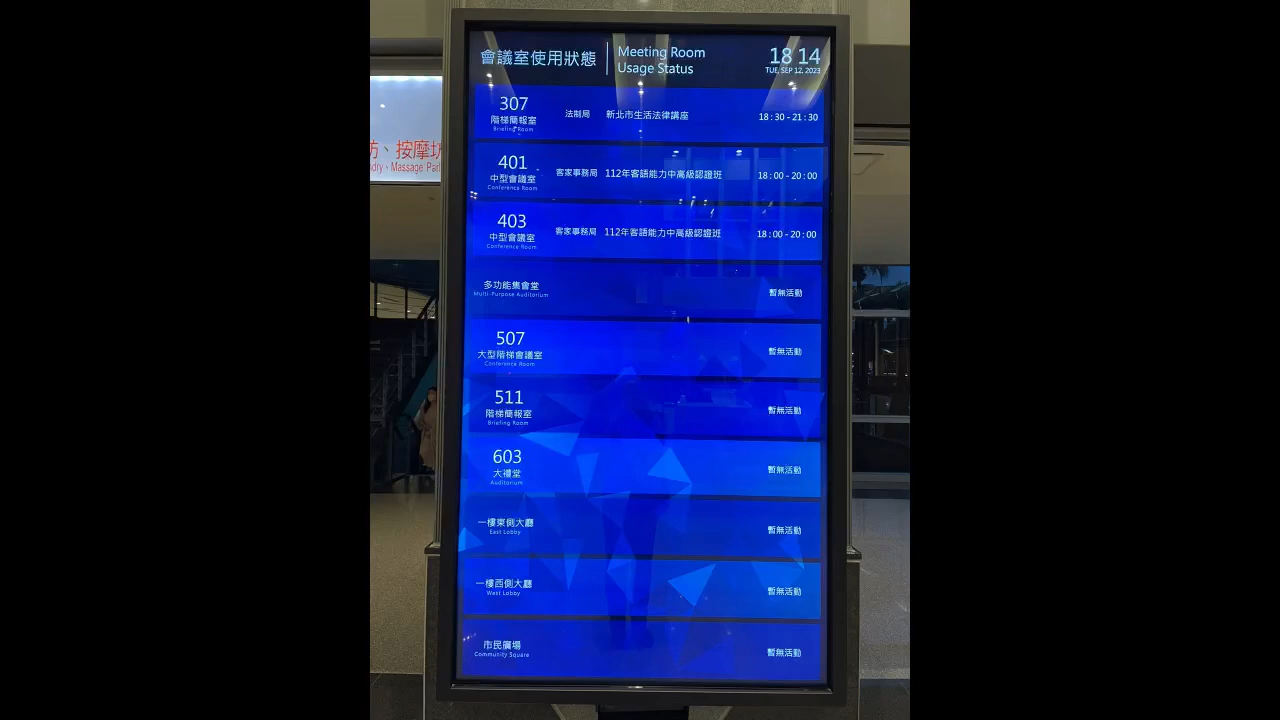 會議室使用狀態
Meeting Room
Usage Status
18 14
TUE, SEP 12, 2023
307
階梯簡報室
Briefing Room
法制局
新北市生活法律講座
18:30 - 21:30
401
中型會議室
Conference Room
客家事務局
112年客語能力中高級認證班
18:00 - 20:00
403
中型會議室
Conference Room
客家事務局
112年客語能力中高級認證班
18:00 - 20:00
多功能集會堂
Multi-Purpose Auditorium
暫無活動
507
大型階梯會議室
Conference Room
暫無活動
511
階梯簡報室
Briefing Room
暫無活動
603
大禮堂
Auditorium
暫無活動
一樓東側大廳
East Lobby
暫無活動
一樓西側大廳
West Lobby
暫無活動
市民廣場
Community Square
暫無活動
、按摩
Massage